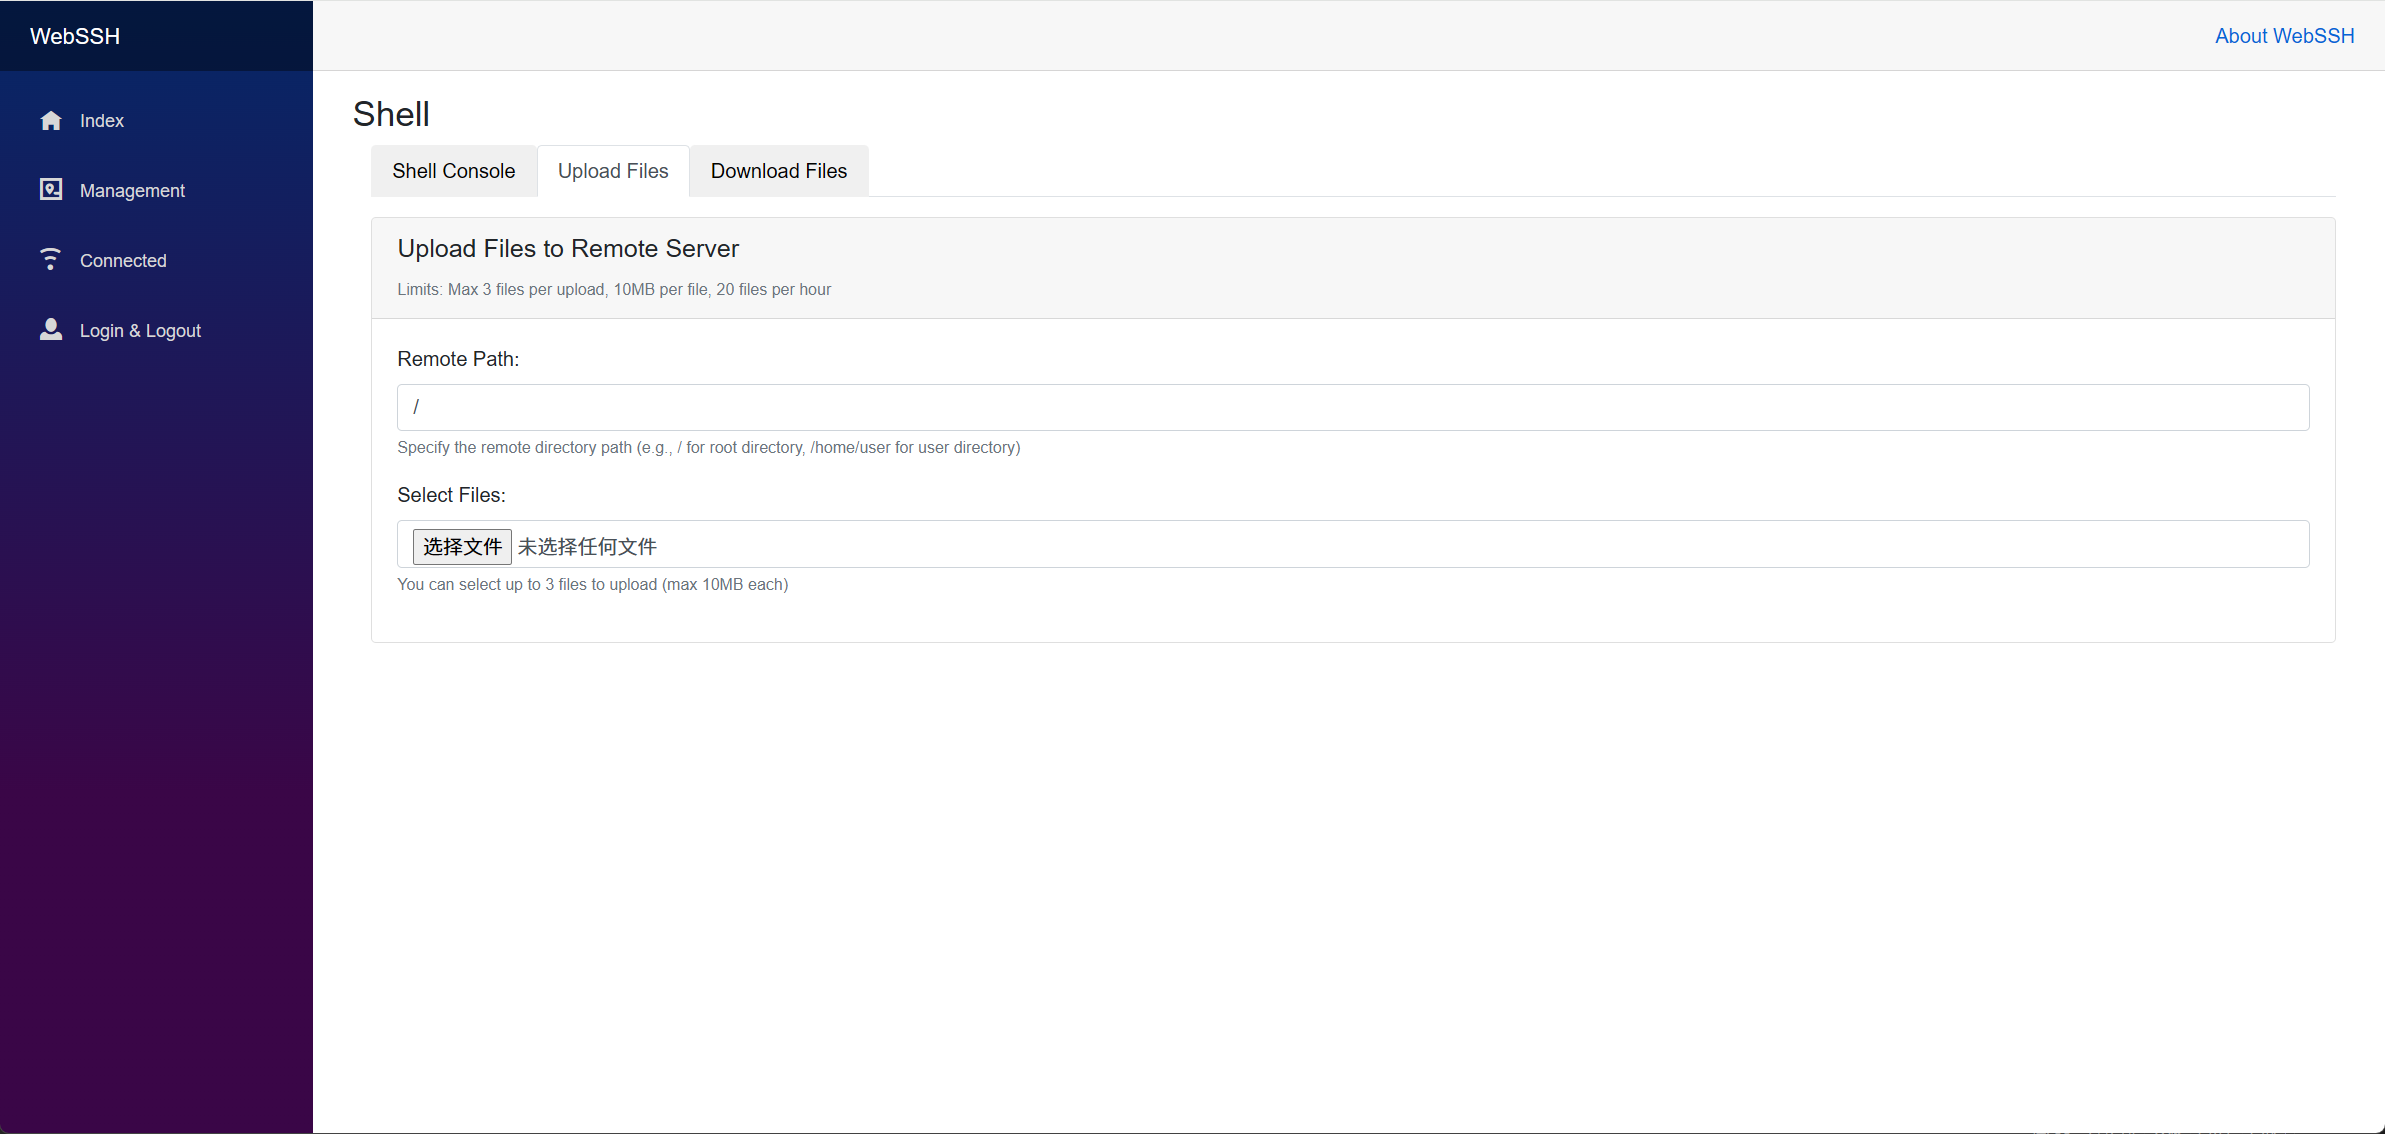 WebSSH
About WebSSH
Index
Management
Connected
Login & Logout
Shell
Shell Console
Upload Files
Download Files
Upload Files to Remote Server
Limits: Max 3 files per upload, 10MB per file, 20 files per hour
Remote Path:
/
Specify the remote directory path (e.g., / for root directory, /home/user for user directory)
Select Files:
选择文件 未选择任何文件
You can select up to 3 files to upload (max 10MB each)